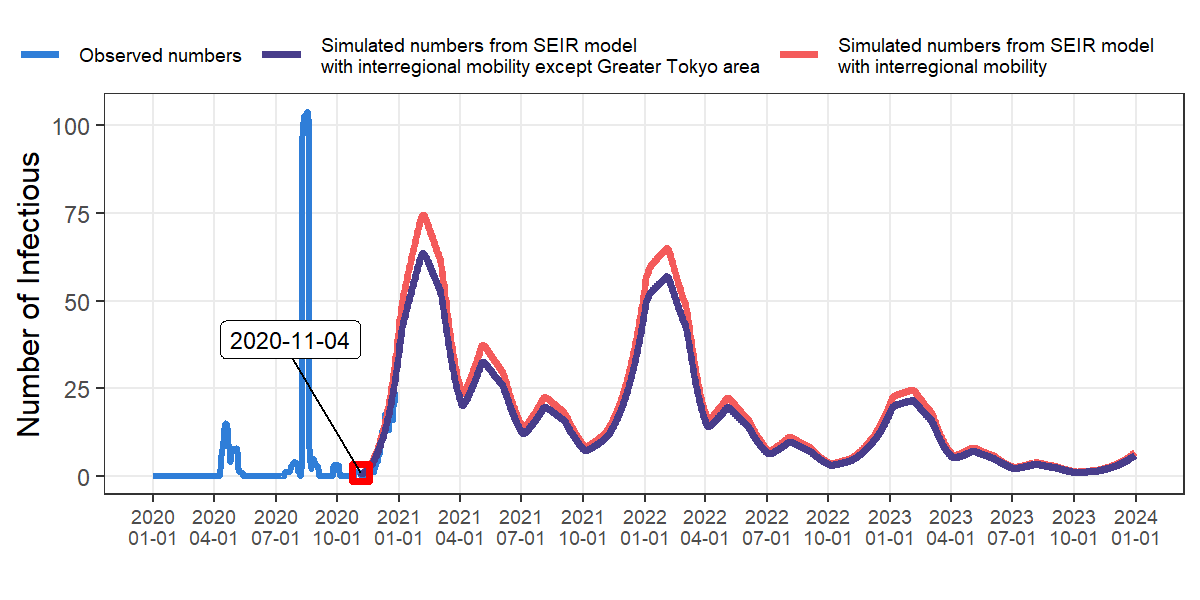 Observed numbers
Simulated numbers from SEIR model
with interregional mobility except Greater Tokyo area
Simulated numbers from SEIR model
with interregional mobility
Number of Infectious
100
75
50
25
0
2020-11-04
2020 2020 2020 2020 2021 2021 2021 2021 2022 2022 2022 2022 2023 2023 2023 2023 2024
01-01 04-01 07-01 10-01 01-01 04-01 07-01 10-01 01-01 04-01 07-01 10-01 01-01 04-01 07-01 10-01 01-01